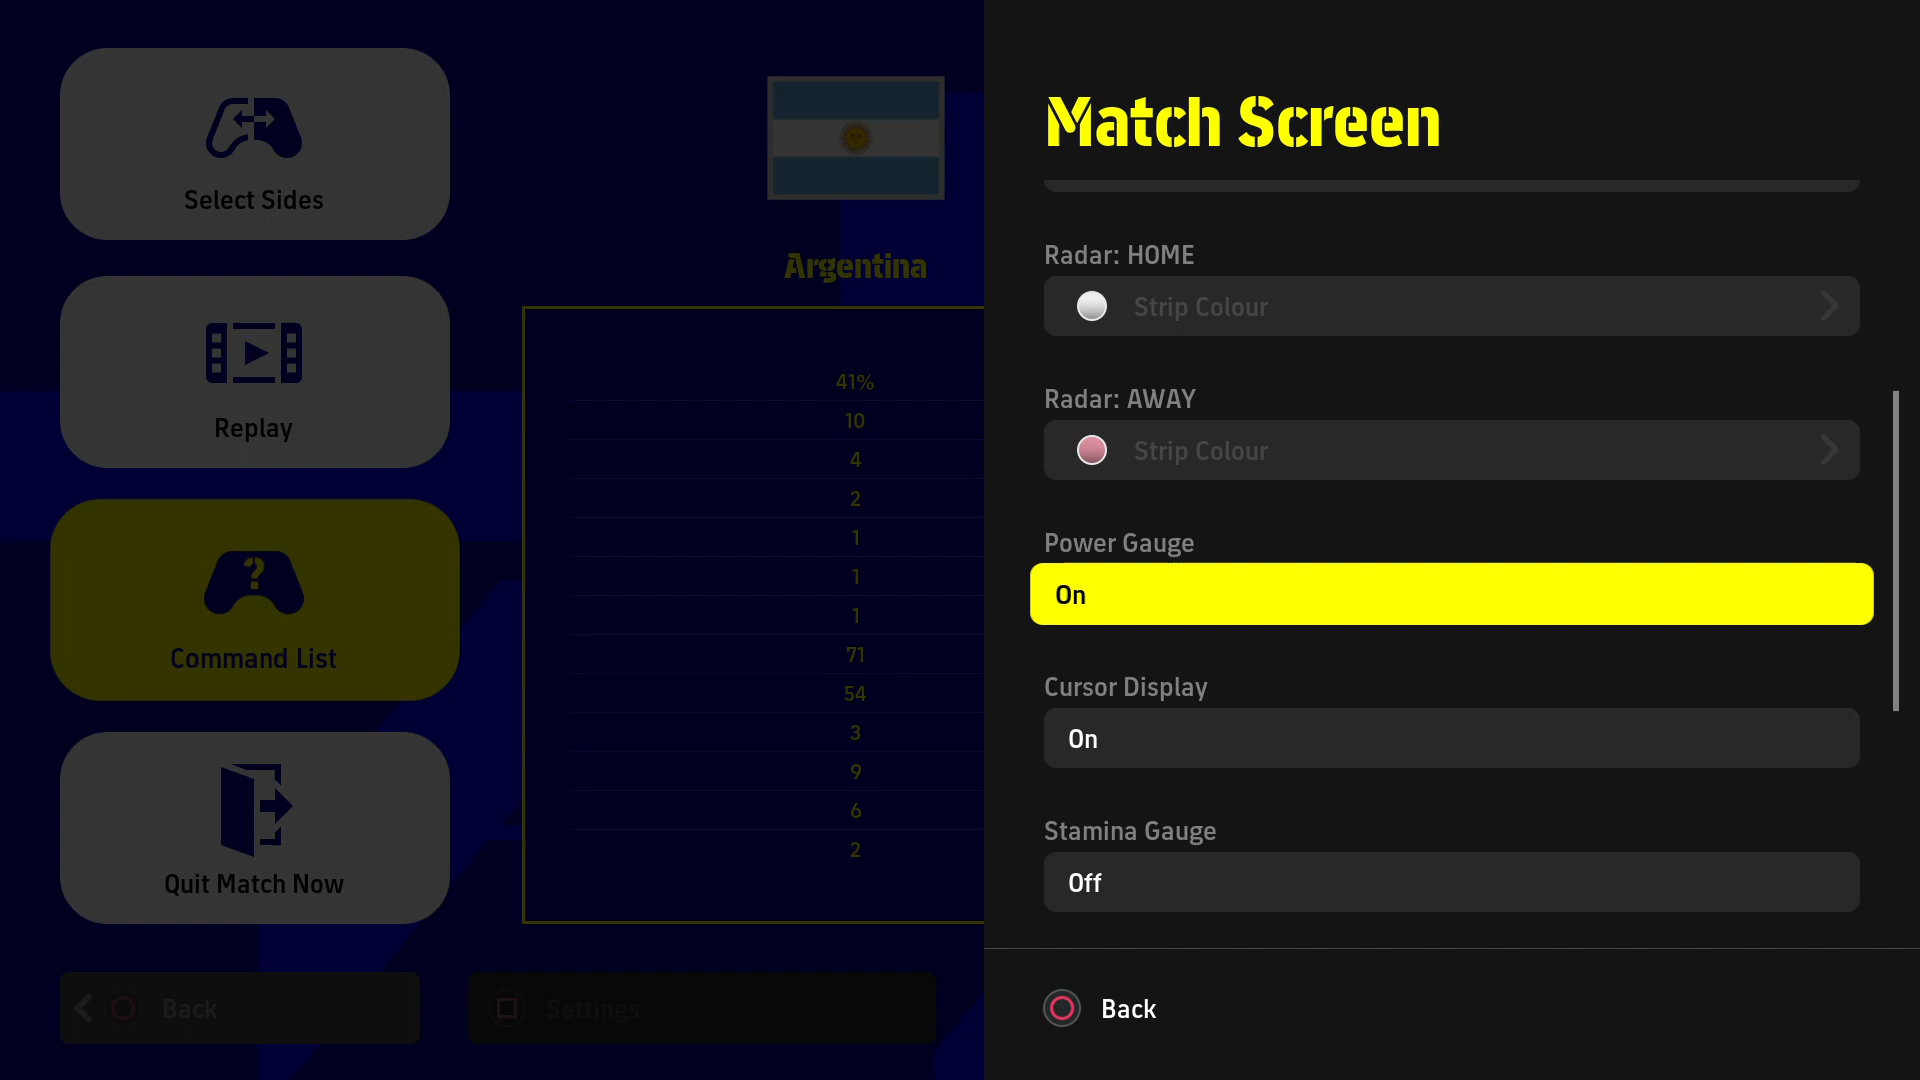 Select Sides
Replay
?
Command List
Quit Match Now
Back
Settings
Argentina
41%
10
4
2
1
1
1
71
54
3
9
6
2
Match Screen
Radar: HOME
Strip Colour
Radar: AWAY
Strip Colour
Power Gauge
On
Cursor Display
On
Stamina Gauge
Off
Back